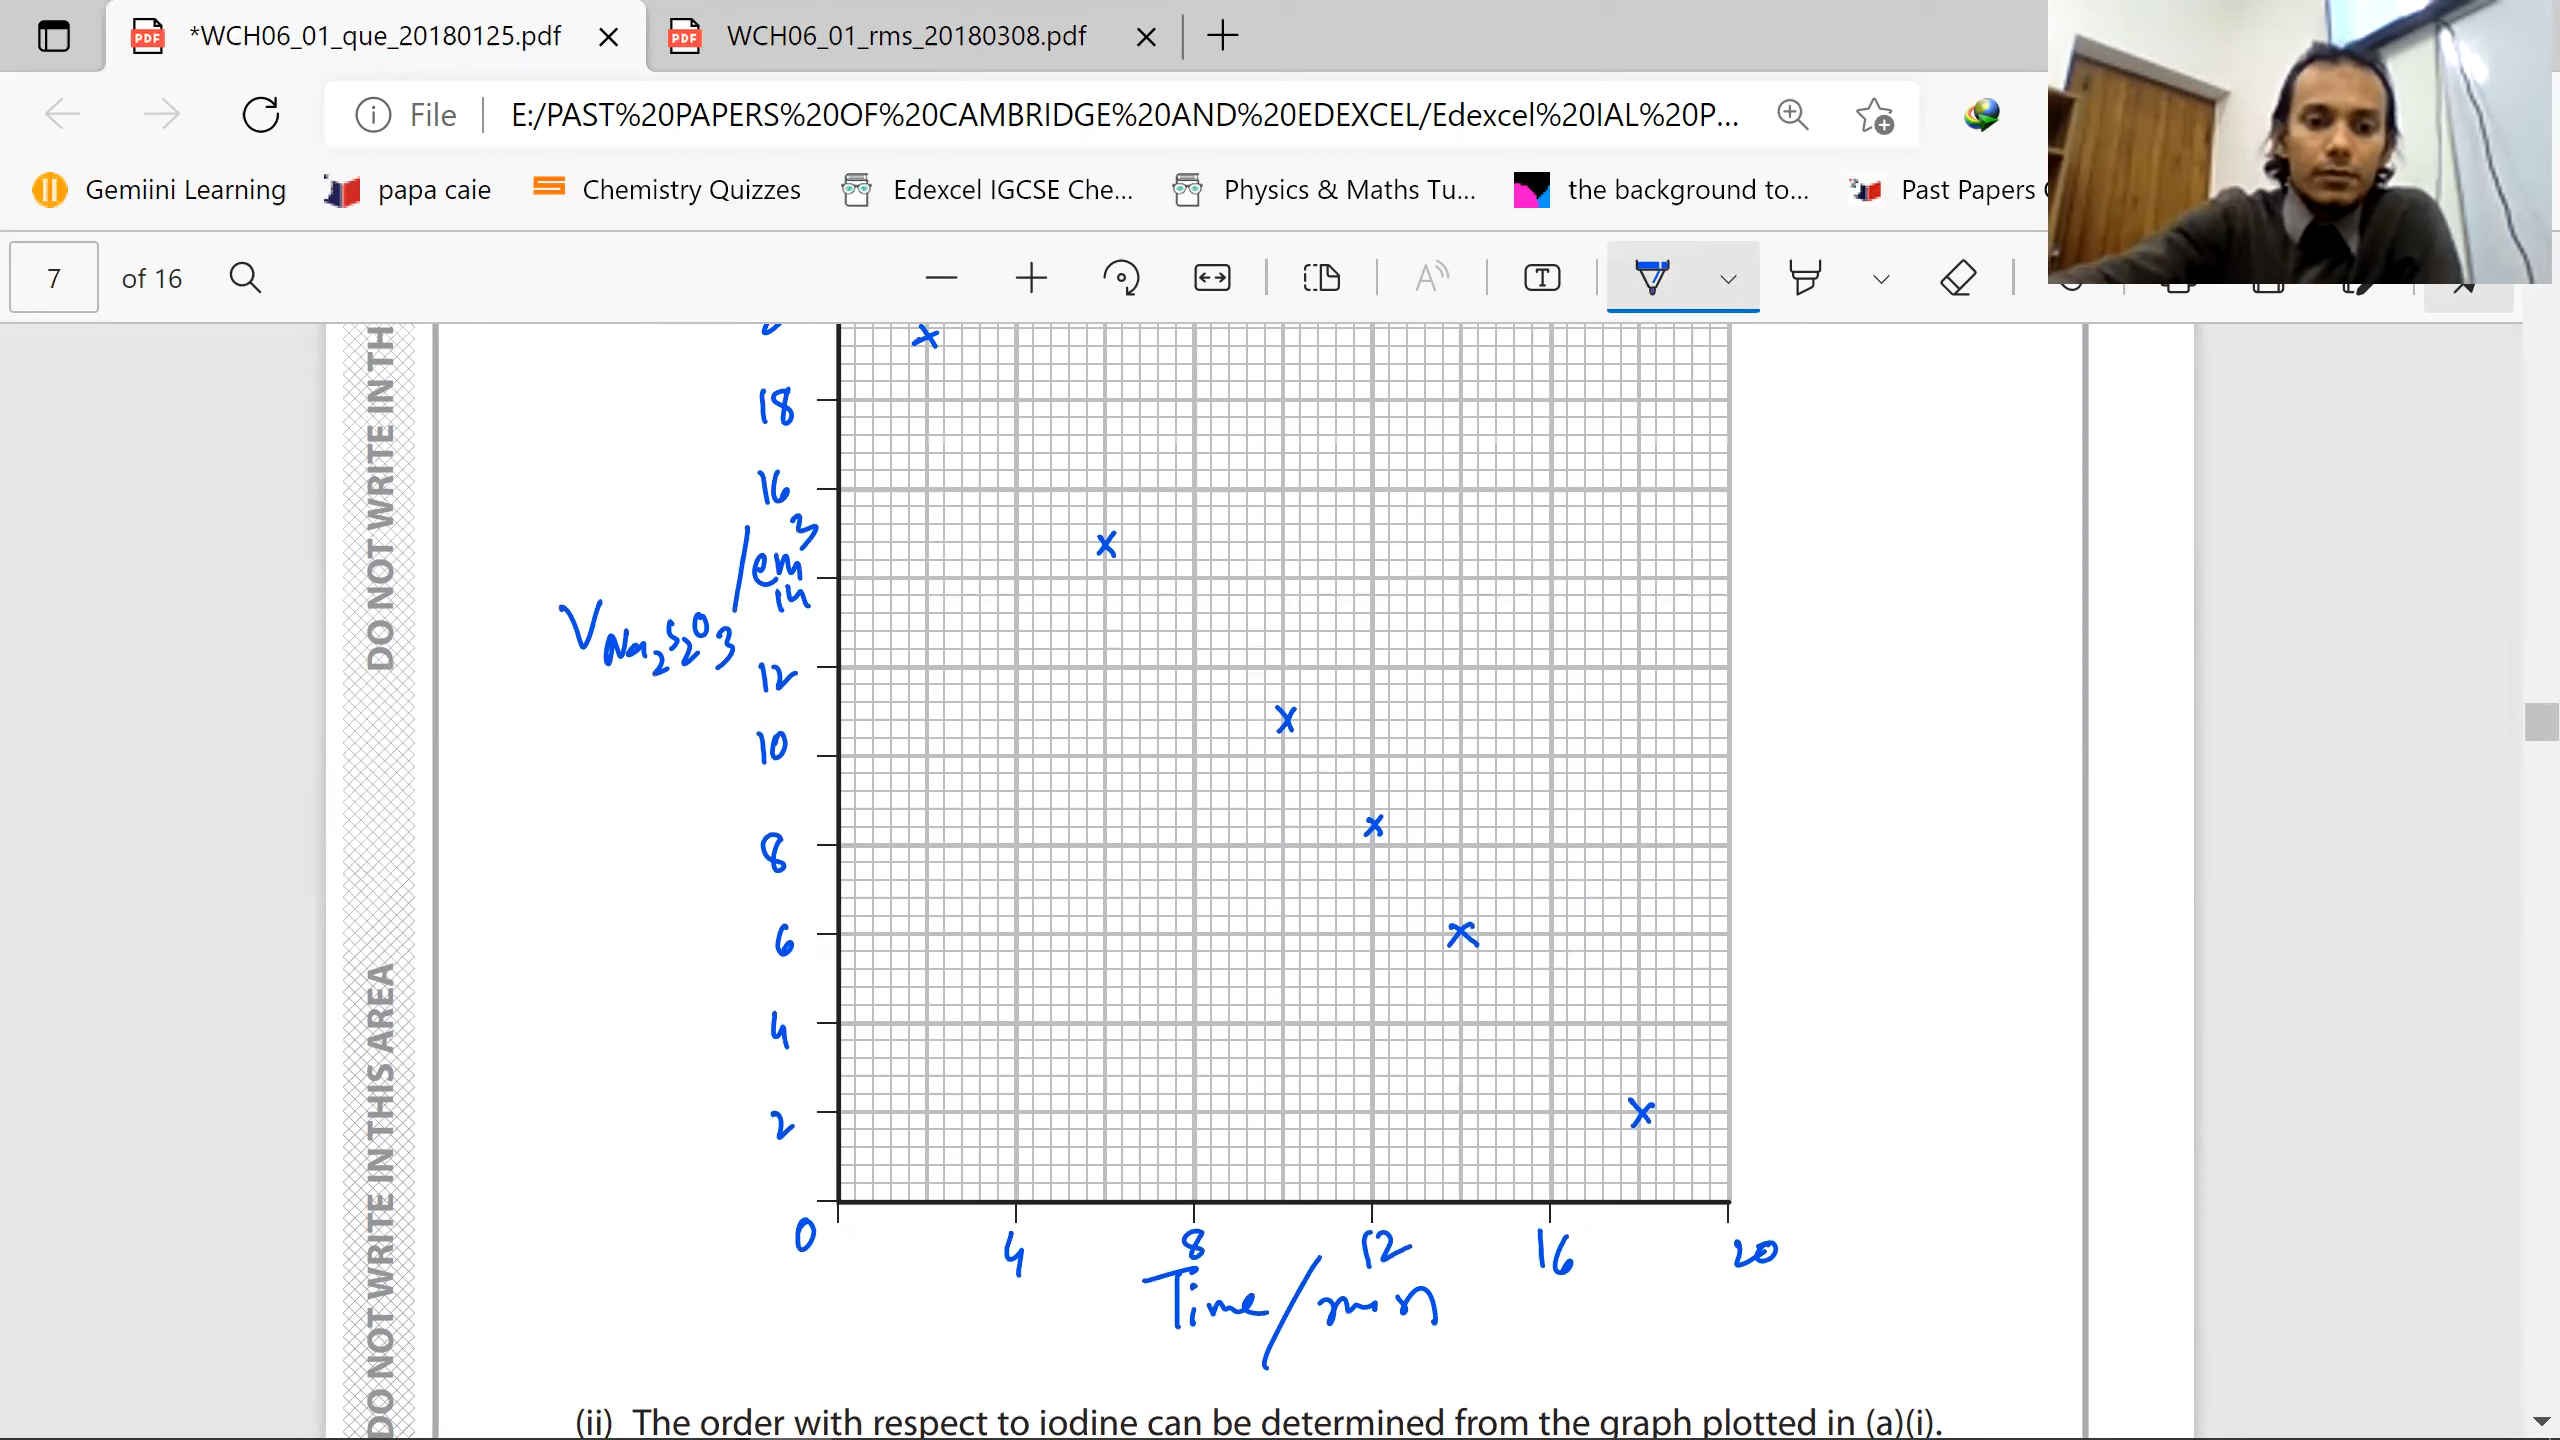 *WCH06_01_que_20180125.pdf
WCH06_01_rms_20180308.pdf
File
E:/PAST%20PAPERS%20OF%20CAMBRIDGE%20AND%20EDEXCEL/Edexcel%20IAL%20P...
Gemiini Learning
papa caie
Chemistry Quizzes
Edexcel IGCSE Che...
Physics & Maths Tu...
the background to...
Past Papers
7 of 16
DO NOT WRITE IN TH
DO NOT WRITE IN THIS AREA
18
16
V Na2S2O3 / cm3
14
12
10
8
6
4
2
0 4 8 12 16 20
Time / min
(ii) The order with respect to iodine can be determined from the graph plotted in (a)(i).